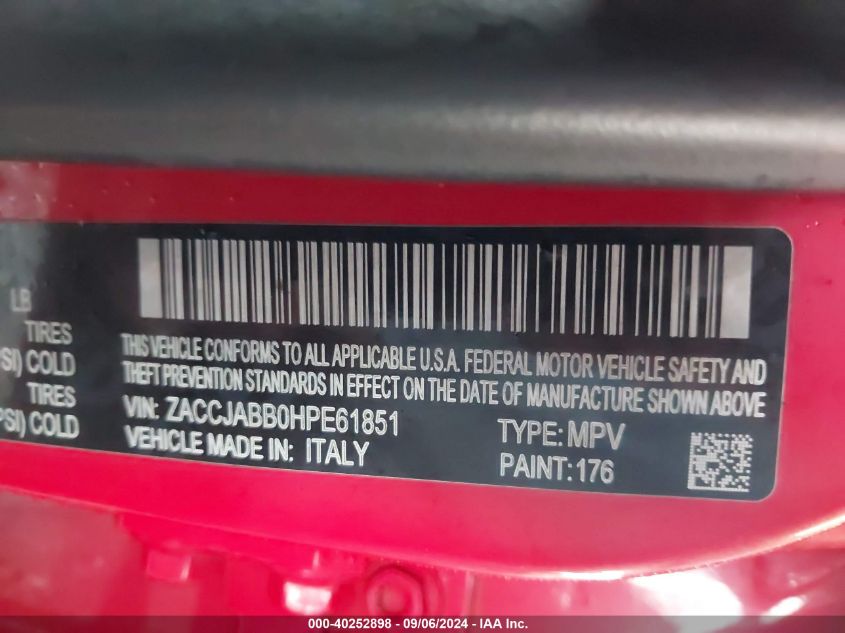 LB
TIRES
PSI) COLD
TIRES
PSI) COLD
THIS VEHICLE CONFORMS TO ALL APPLICABLE U.S.A. FEDERAL MOTOR VEHICLE SAFETY AND
THEFT PREVENTION STANDARDS IN EFFECT ON THE DATE OF MANUFACTURE SHOWN ABOVE
VIN: ZACCJABB0HPE61851
TYPE: MPV
VEHICLE MADE IN: ITALY
PAINT: 176
000-40252898 - 09/06/2024 - IAA Inc.